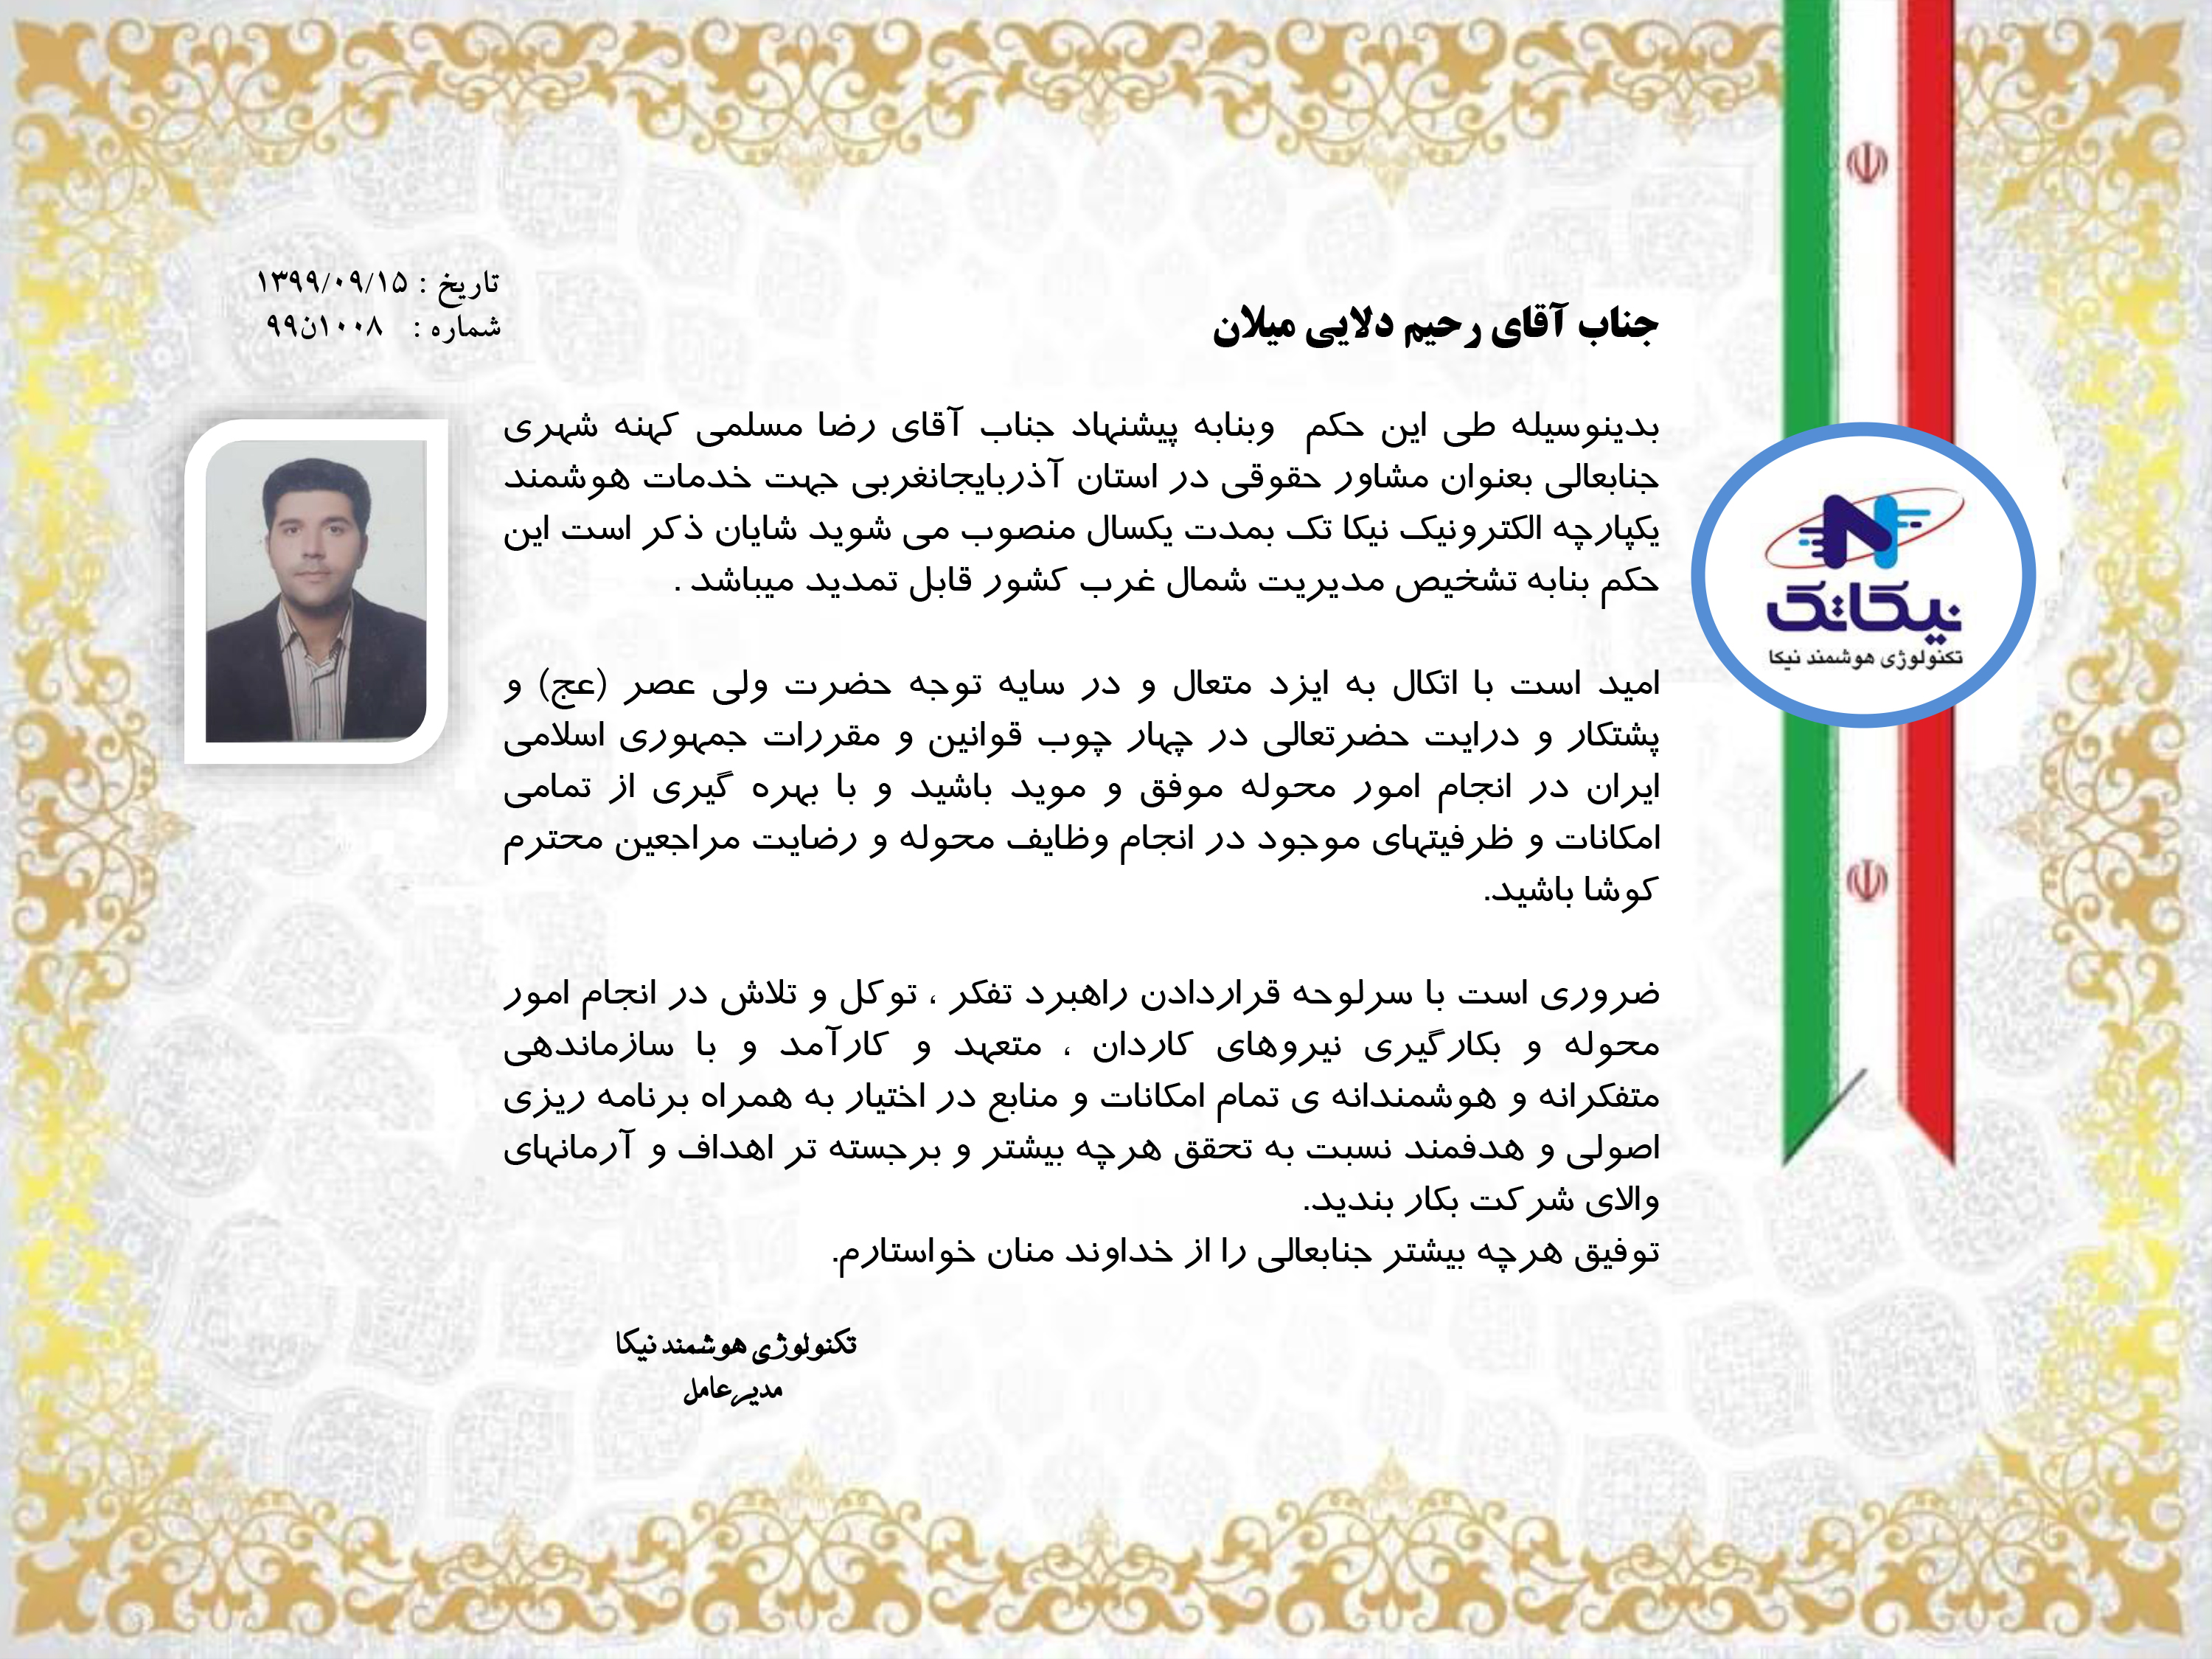 تاریخ : ۱۳۹۹/۰۹/۱۵
شماره : ۹۹ن۱۰۰۸
جناب آقای رحیم دلایی میلان
بدینوسیله طی این حکم وبنابه پیشنهاد جناب آقای رضا مسلمی کهنه شهری
جنابعالی بعنوان مشاور حقوقی در استان آذربایجانغربی جهت خدمات هوشمند
یکپارچه الکترونیک نیکا تک بمدت یکسال منصوب می شوید شایان ذکر است این
حکم بنابه تشخیص مدیریت شمال غرب کشور قابل تمدید میباشد .
امید است با اتکال به ایزد متعال و در سایه توجه حضرت ولی عصر (عج) و
پشتکار و درایت حضرتعالی در چهار چوب قوانین و مقررات جمهوری اسلامی
ایران در انجام امور محوله موفق و موید باشید و با بهره گیری از تمامی
امکانات و ظرفیتهای موجود در انجام وظایف محوله و رضایت مراجعین محترم
کوشا باشید.
ضروری است با سرلوحه قراردادن راهبرد تفکر ، توکل و تلاش در انجام امور
محوله و بکارگیری نیروهای کاردان ، متعهد و کارآمد و با سازماندهی
متفکرانه و هوشمندانه ی تمام امکانات و منابع در اختیار به همراه برنامه ریزی
اصولی و هدفمند نسبت به تحقق هرچه بیشتر و برجسته تر اهداف و آرمانهای
والای شرکت بکار بندید.
توفیق هرچه بیشتر جنابعالی را از خداوند منان خواستارم.
تکنولوژی هوشمند نیکا
مدیرعامل
نیکاتک
تکنولوژی هوشمند نیکا